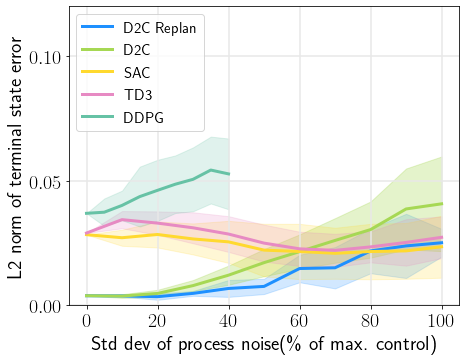 D2C Replan
D2C
SAC
TD3
DDPG
L2 norm of terminal state error
0.10
0.05
0.00
0 20 40 60 80 100
Std dev of process noise(% of max. control)